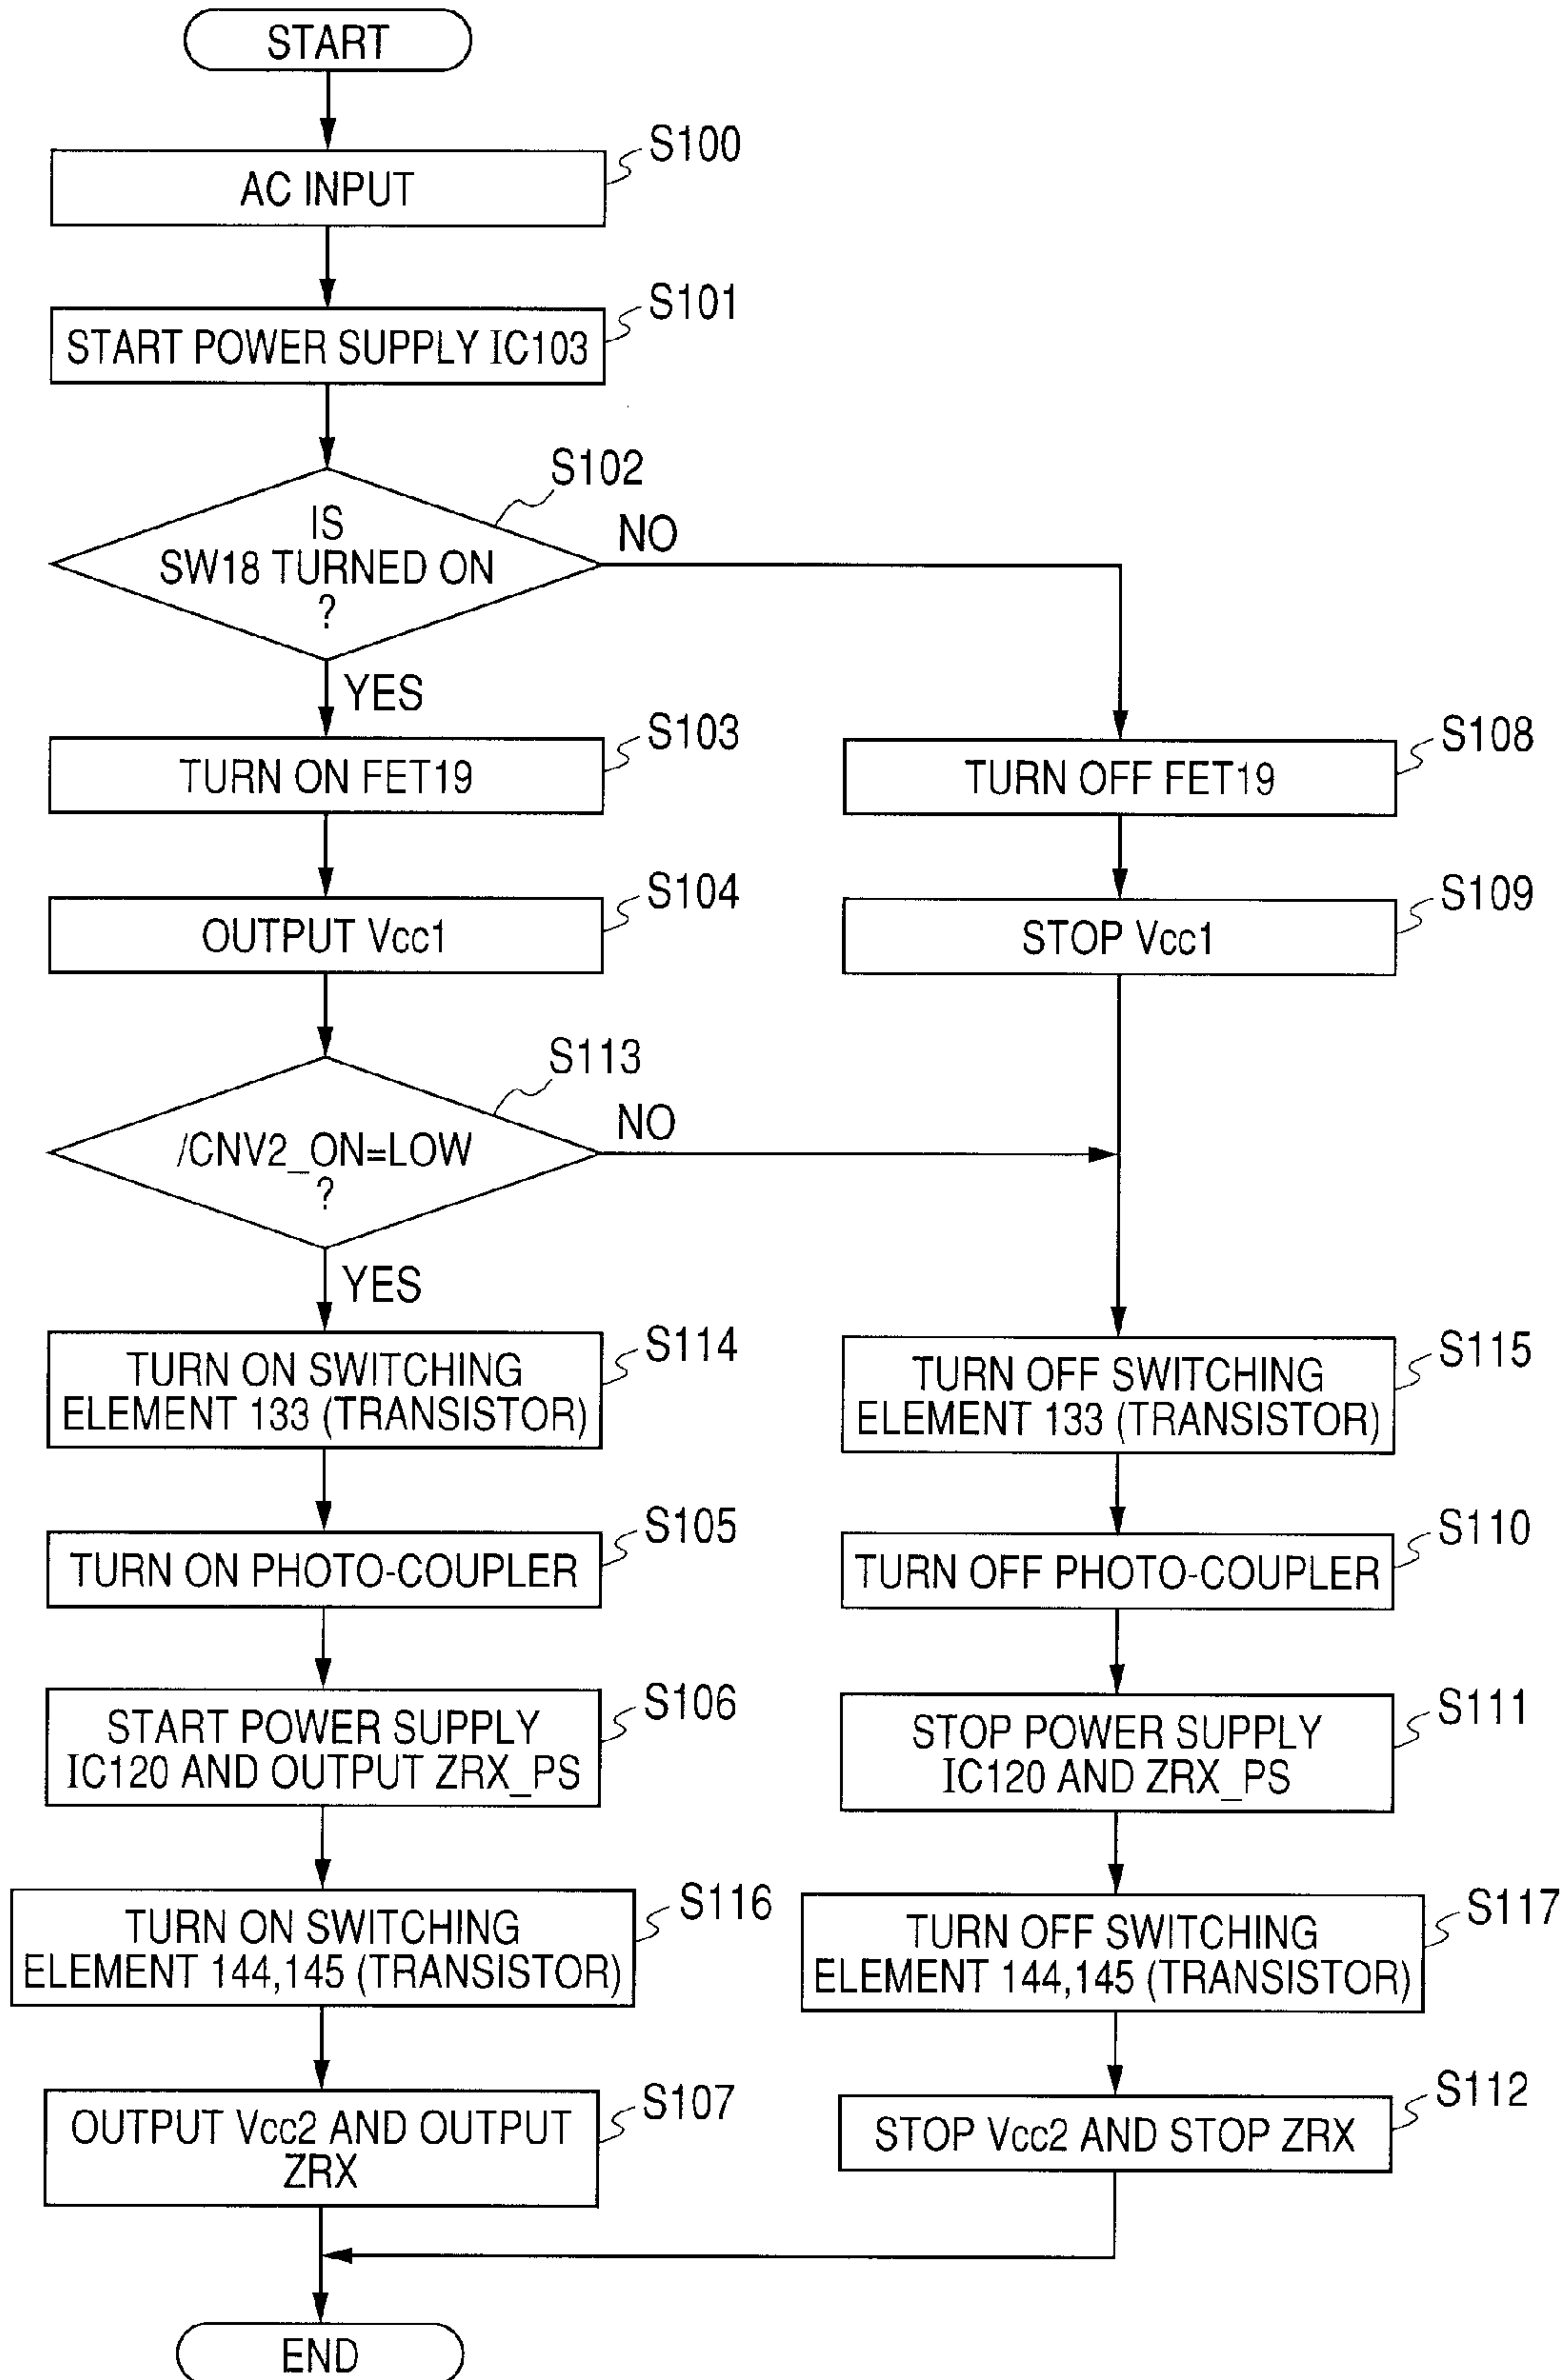 START
S100
AC INPUT
S101
START POWER SUPPLY IC103
S102
IS
SW18 TURNED ON
?
NO
YES
S103
TURN ON FET19
S108
TURN OFF FET19
S104
OUTPUT Vcc1
S109
STOP Vcc1
S113
/CNV2_ON=LOW
?
NO
YES
S114
TURN ON SWITCHING
ELEMENT 133 (TRANSISTOR)
S115
TURN OFF SWITCHING
ELEMENT 133 (TRANSISTOR)
S105
TURN ON PHOTO-COUPLER
S110
TURN OFF PHOTO-COUPLER
S106
START POWER SUPPLY
IC120 AND OUTPUT ZRX_PS
S111
STOP POWER SUPPLY
IC120 AND ZRX_PS
S116
TURN ON SWITCHING
ELEMENT 144,145 (TRANSISTOR)
S117
TURN OFF SWITCHING
ELEMENT 144,145 (TRANSISTOR)
S107
OUTPUT Vcc2 AND OUTPUT
ZRX
S112
STOP Vcc2 AND STOP ZRX
END